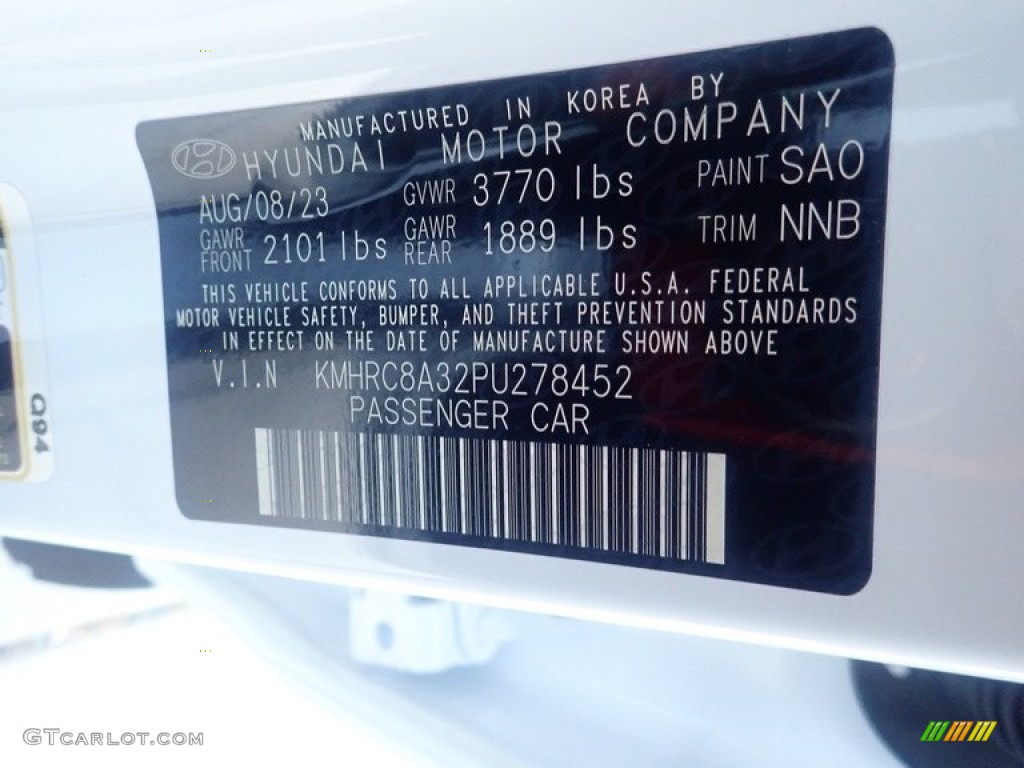 MANUFACTURED IN KOREA BY
HYUNDAI MOTOR COMPANY
AUG/08/23 GVWR 3770 lbs PAINT SAO
GAWR FRONT 2101 lbs GAWR REAR 1889 lbs TRIM NNB
THIS VEHICLE CONFORMS TO ALL APPLICABLE U.S.A. FEDERAL
MOTOR VEHICLE SAFETY, BUMPER, AND THEFT PREVENTION STANDARDS
IN EFFECT ON THE DATE OF MANUFACTURE SHOWN ABOVE
V.I.N KMHRC8A32PU278452
PASSENGER CAR
Q94
GTCARLOT.COM